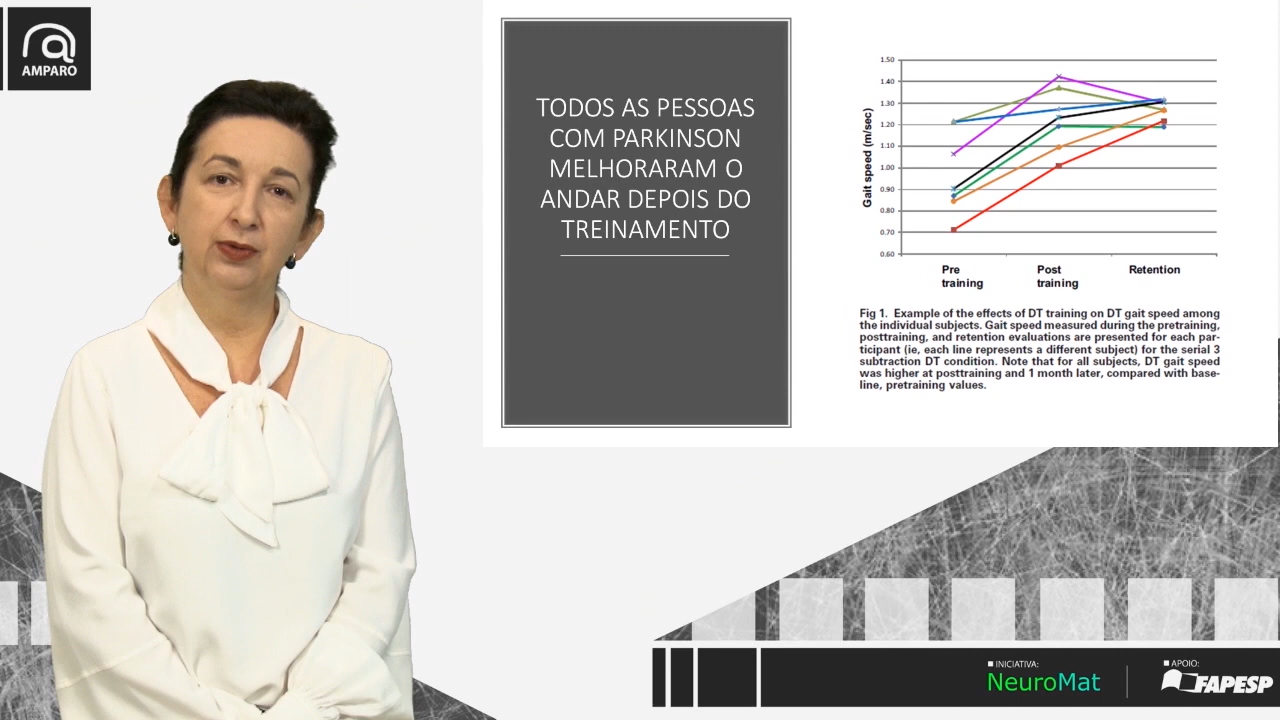 AMPARO
TODOS AS PESSOAS
COM PARKINSON
MELHORARAM O
ANDAR DEPOIS DO
TREINAMENTO
Gait speed (m/sec)
1.50
1.40
1.30
1.20
1.10
1.00
0.90
0.80
0.70
0.60
Pre
training
Post
training
Retention
Fig 1. Example of the effects of DT training on DT gait speed among
the individual subjects. Gait speed measured during the pretraining,
posttraining, and retention evaluations are presented for each par-
ticipant (ie, each line represents a different subject) for the serial 3
subtraction DT condition. Note that for all subjects, DT gait speed
was higher at posttraining and 1 month later, compared with base-
line, pretraining values.
INICIATIVA:
NeuroMat
APOIO:
FAPESP